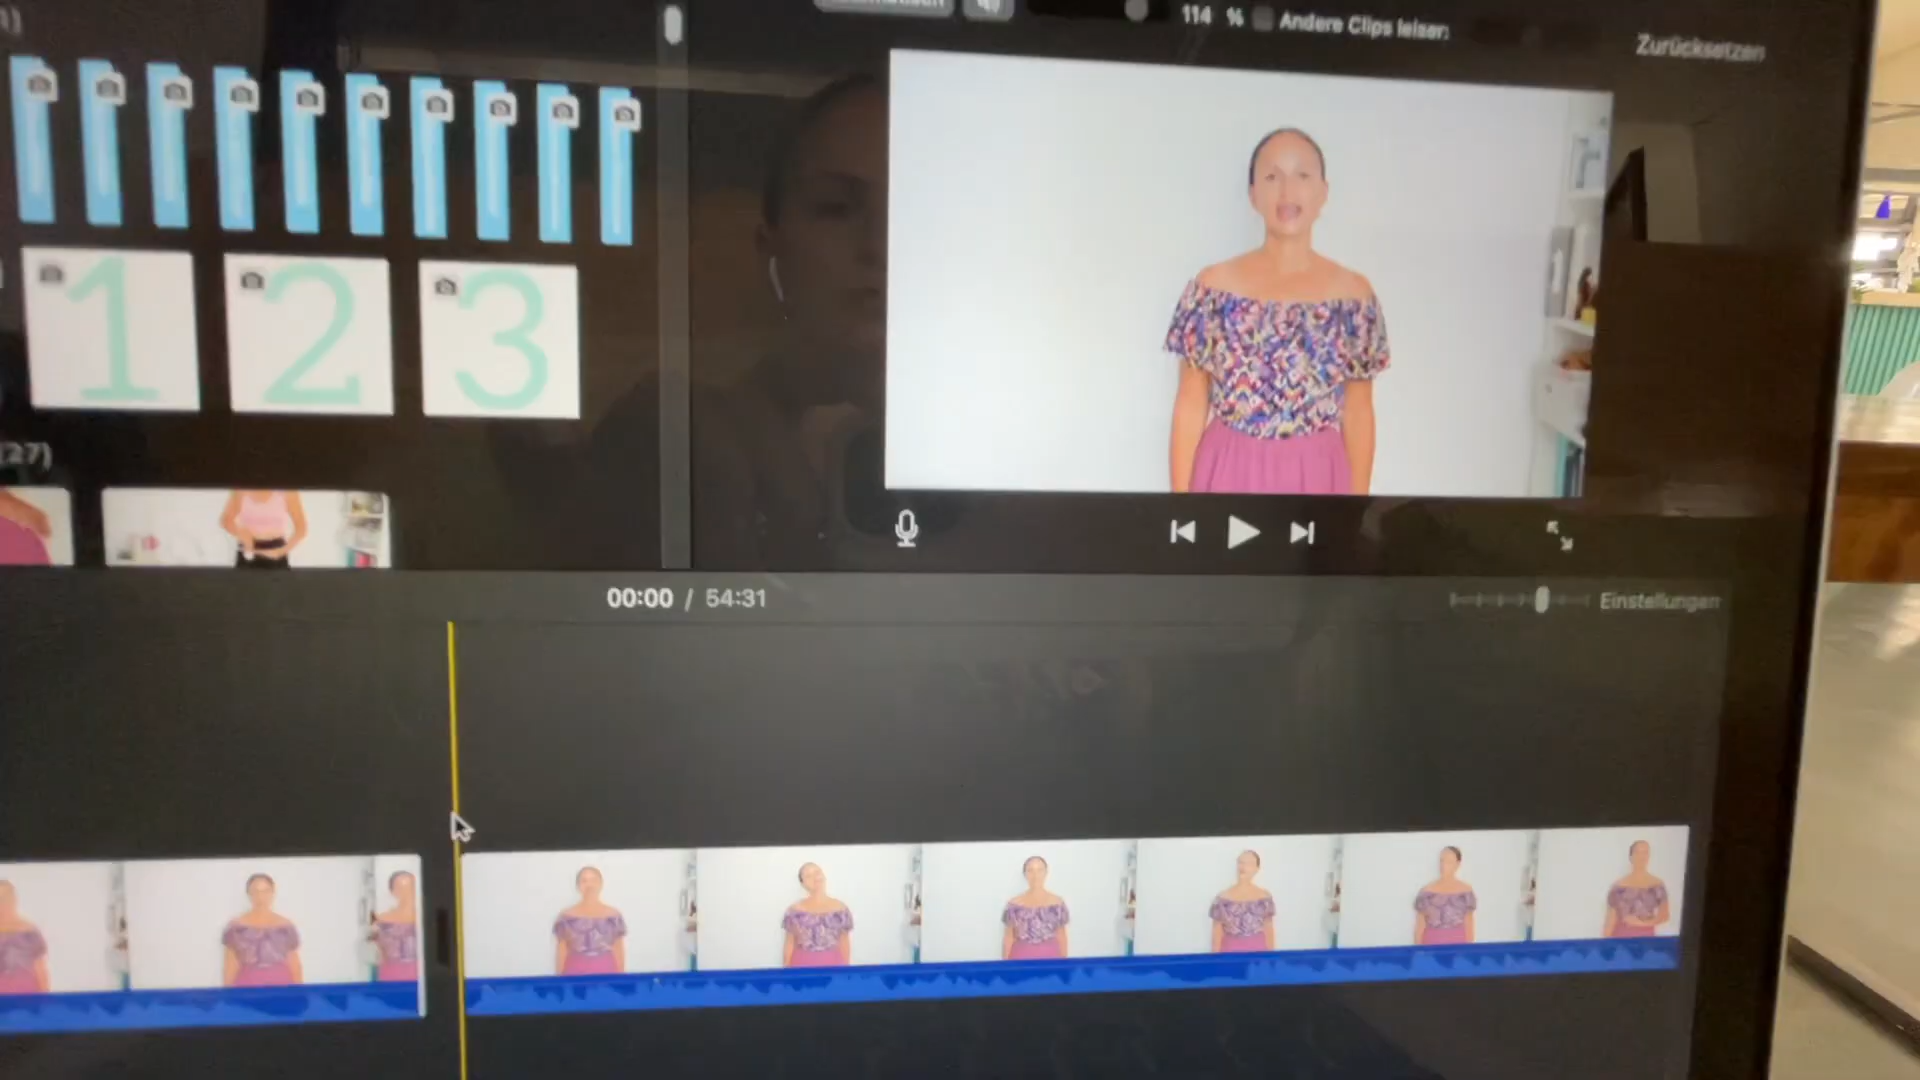 114 % Andere Clips leiser:
Zurücksetzen
1 2 3
(27)
00:00 / 54:31
Einstellungen